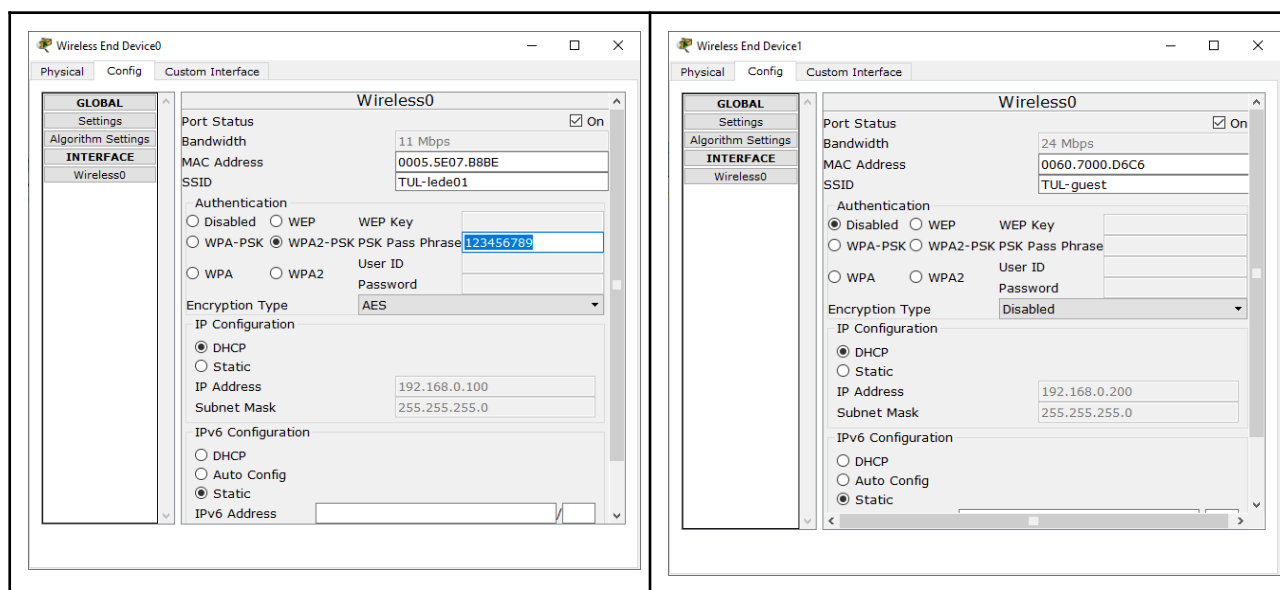 Wireless End Device0
Physical Config Custom Interface
GLOBAL
Settings
Algorithm Settings
INTERFACE
Wireless0
Wireless0
Port Status On
Bandwidth 11 Mbps
MAC Address 0005.5E07.B8BE
SSID TUL-lede01
Authentication
Disabled WEP WEP Key
WPA-PSK WPA2-PSK PSK Pass Phrase 123456789
WPA WPA2 User ID
Password
Encryption Type AES
IP Configuration
DHCP
Static
IP Address 192.168.0.100
Subnet Mask 255.255.255.0
IPv6 Configuration
DHCP
Auto Config
Static
IPv6 Address /
Wireless End Device1
Physical Config Custom Interface
GLOBAL
Settings
Algorithm Settings
INTERFACE
Wireless0
Wireless0
Port Status On
Bandwidth 24 Mbps
MAC Address 0060.7000.D6C6
SSID TUL-guest
Authentication
Disabled WEP WEP Key
WPA-PSK WPA2-PSK PSK Pass Phrase
WPA WPA2 User ID
Password
Encryption Type Disabled
IP Configuration
DHCP
Static
IP Address 192.168.0.200
Subnet Mask 255.255.255.0
IPv6 Configuration
DHCP
Auto Config
Static